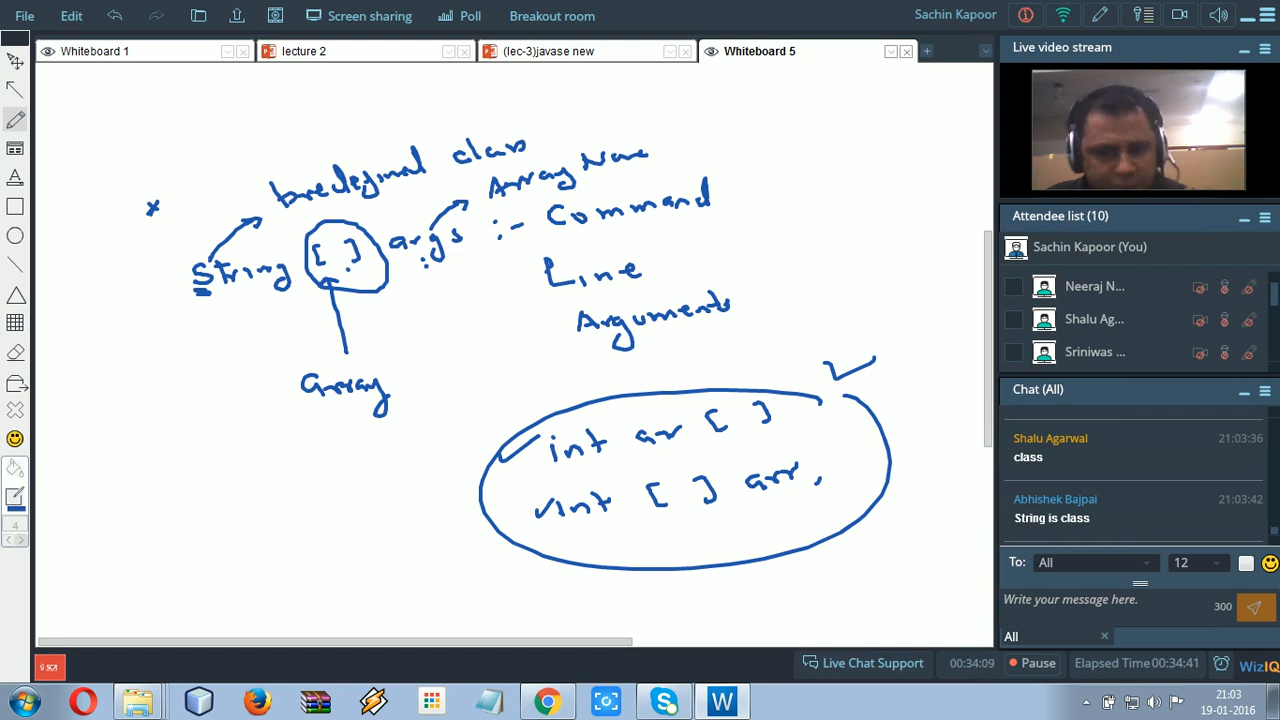 File Edit Screen sharing Poll Breakout room Sachin Kapoor
Whiteboard 1 lecture 2 (lec-3)javase new Whiteboard 5
Live video stream
predefined class
Array Name
String [ ] args :- Command
Line
Arguments
array
int ar [ ]
int [ ] arr,
Attendee list (10)
Sachin Kapoor (You)
Neeraj N...
Shalu Ag...
Sriniwas ...
Chat (All)
Shalu Agarwal 21:03:36
class
Abhishek Bajpai 21:03:42
String is class
To: All 12
Write your message here. 300
All
4
Live Chat Support 00:34:09 Pause Elapsed Time 00:34:41 WizIQ
21:03
19-01-2016